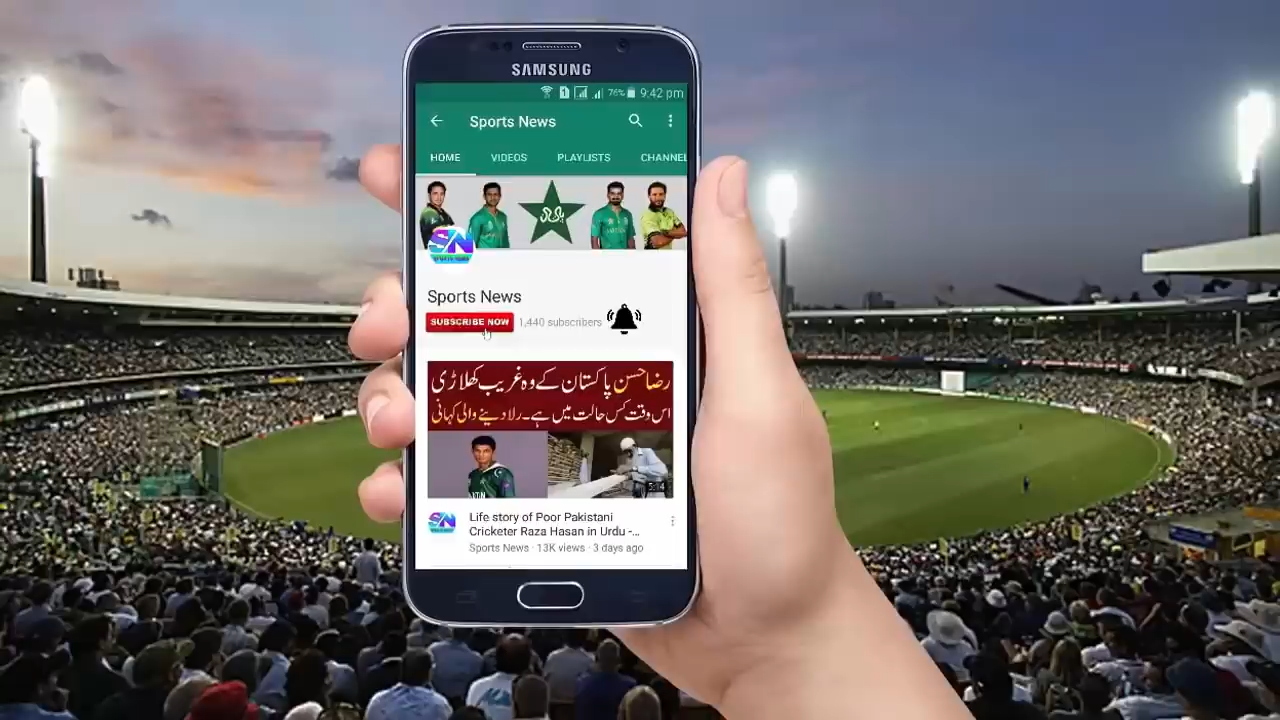 SAMSUNG
76% 9:42 pm
Sports News
HOME VIDEOS PLAYLISTS CHANNEL
SN
Sports News
SUBSCRIBE NOW 1,440 subscribers
رضا حسن پاکستان کے وہ غریب کھلاڑی
اس وقت کس حالت میں ہے۔رلا دینے والی کہانی
5:14
SN
Life story of Poor Pakistani
Cricketer Raza Hasan in Urdu -...
Sports News · 13K views · 3 days ago